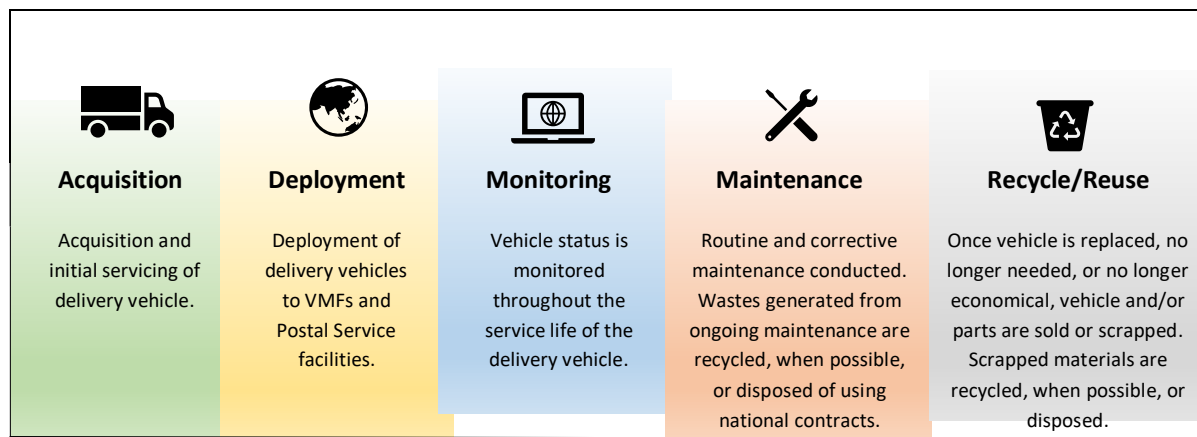 Acquisition
Acquisition and
initial servicing of
delivery vehicle.
Deployment
Deployment of
delivery vehicles
to VMFs and
Postal Service
facilities.
Monitoring
Vehicle status is
monitored
throughout the
service life of the
delivery vehicle.
Maintenance
Routine and corrective
maintenance conducted.
Wastes generated from
ongoing maintenance are
recycled, when possible,
or disposed of using
national contracts.
Recycle/Reuse
Once vehicle is replaced, no
longer needed, or no longer
economical, vehicle and/or
parts are sold or scrapped.
Scrapped materials are
recycled, when possible, or
disposed.